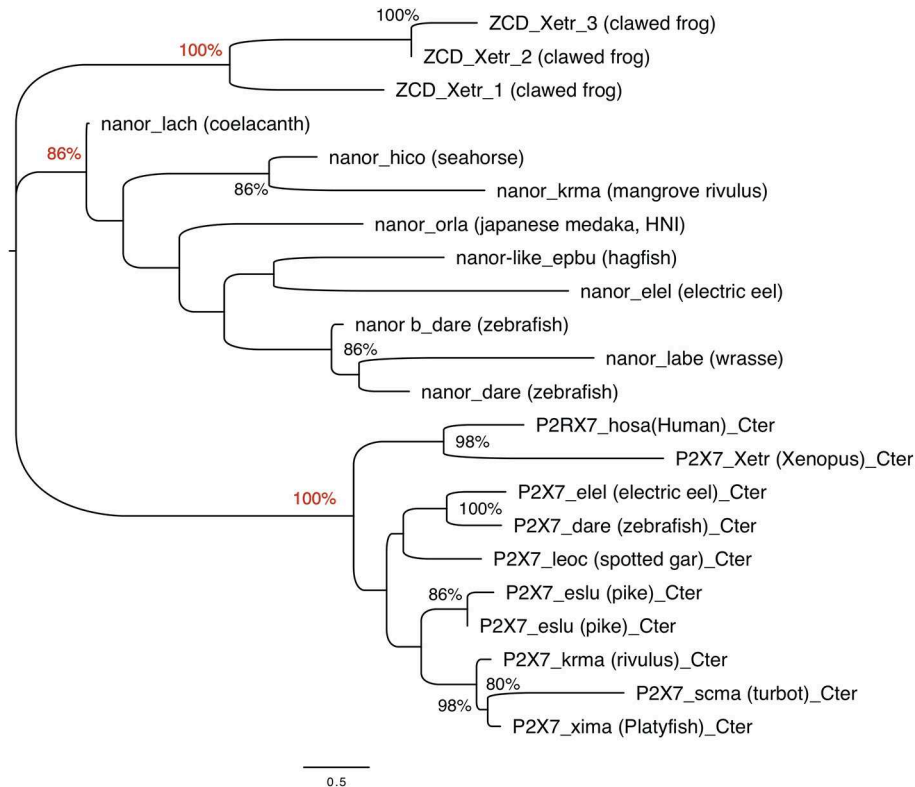 100%
ZCD_Xetr_3 (clawed frog)
100%
ZCD_Xetr_2 (clawed frog)
ZCD_Xetr_1 (clawed frog)
nanor_lach (coelacanth)
86%
nanor_hico (seahorse)
86%
nanor_krma (mangrove rivulus)
nanor_orla (japanese medaka, HNI)
nanor-like_epbu (hagfish)
nanor_elel (electric eel)
nanor b_dare (zebrafish)
86%
nanor_labe (wrasse)
nanor_dare (zebrafish)
P2RX7_hosa(Human)_Cter
98%
P2X7_Xetr (Xenopus)_Cter
100%
P2X7_elel (electric eel)_Cter
100%
P2X7_dare (zebrafish)_Cter
P2X7_leoc (spotted gar)_Cter
86%
P2X7_eslu (pike)_Cter
P2X7_eslu (pike)_Cter
P2X7_krma (rivulus)_Cter
80%
P2X7_scma (turbot)_Cter
98%
P2X7_xima (Platyfish)_Cter
0.5